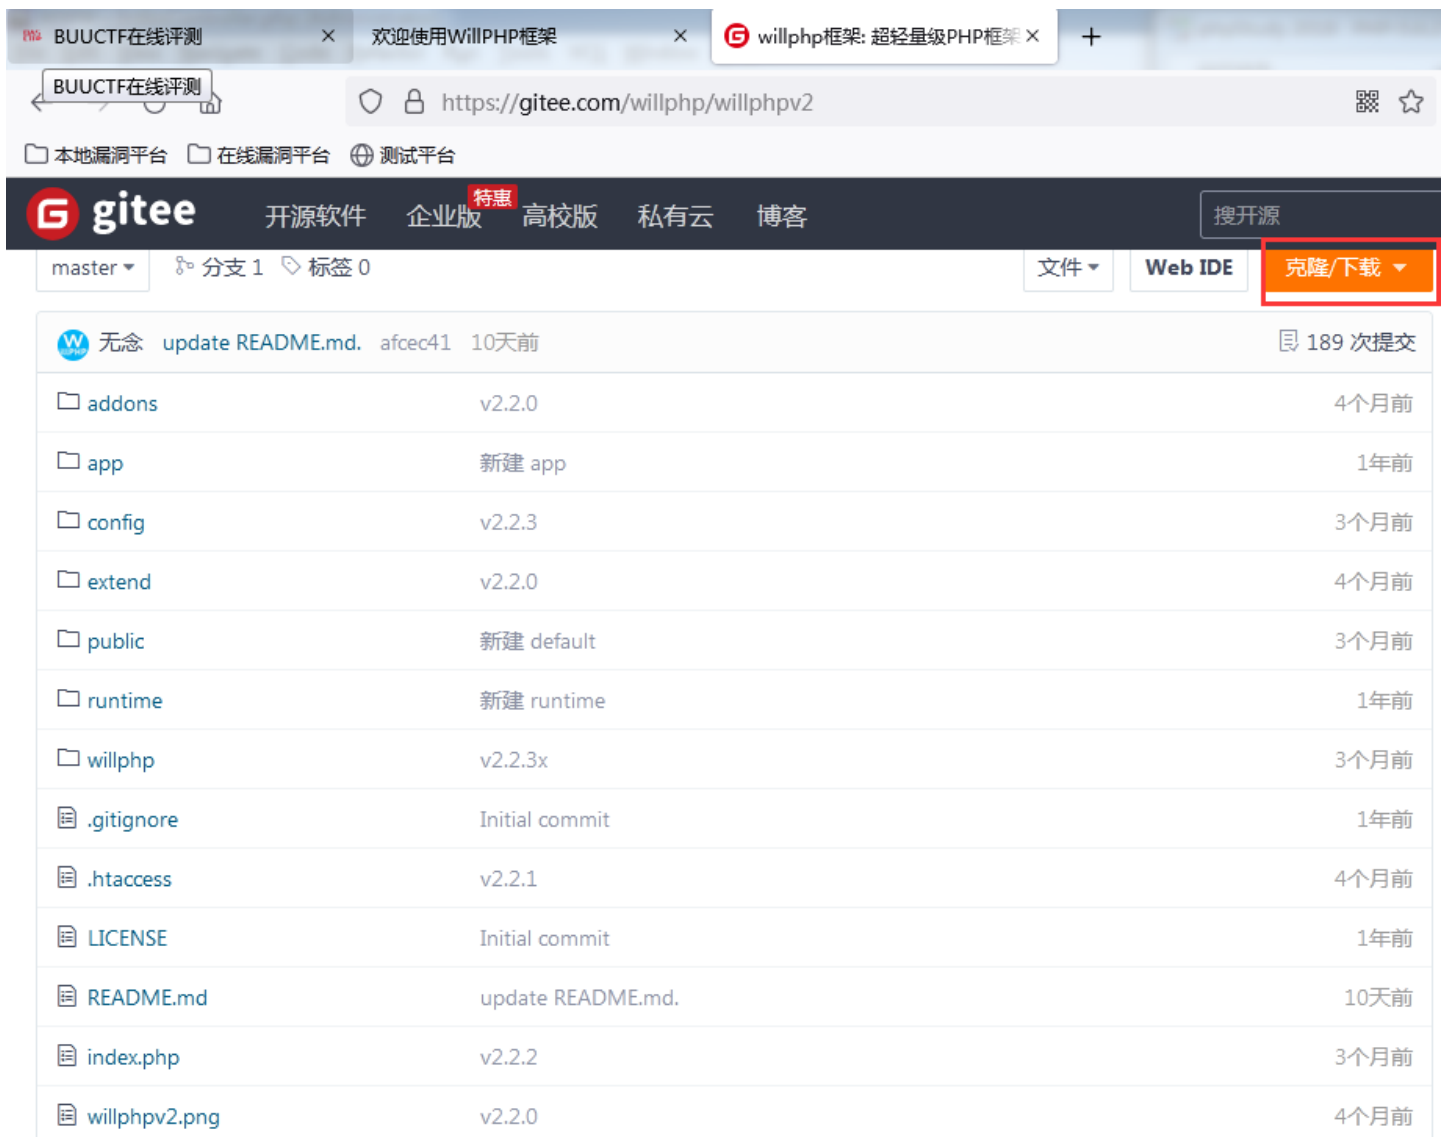 BUUCTF在线评测 × 欢迎使用WillPHP框架 × willphp框架: 超轻量级PHP框架 × +
BUUCTF在线评测
https://gitee.com/willphp/willphpv2
本地漏洞平台 在线漏洞平台 测试平台
gitee 开源软件 企业版 特惠 高校版 私有云 博客 搜开源
master 分支 1 标签 0 文件 Web IDE 克隆/下载
无念 update README.md. afcec41 10天前 189 次提交
addons v2.2.0 4个月前
app 新建 app 1年前
config v2.2.3 3个月前
extend v2.2.0 4个月前
public 新建 default 3个月前
runtime 新建 runtime 1年前
willphp v2.2.3x 3个月前
.gitignore Initial commit 1年前
.htaccess v2.2.1 4个月前
LICENSE Initial commit 1年前
README.md update README.md. 10天前
index.php v2.2.2 3个月前
willphpv2.png v2.2.0 4个月前